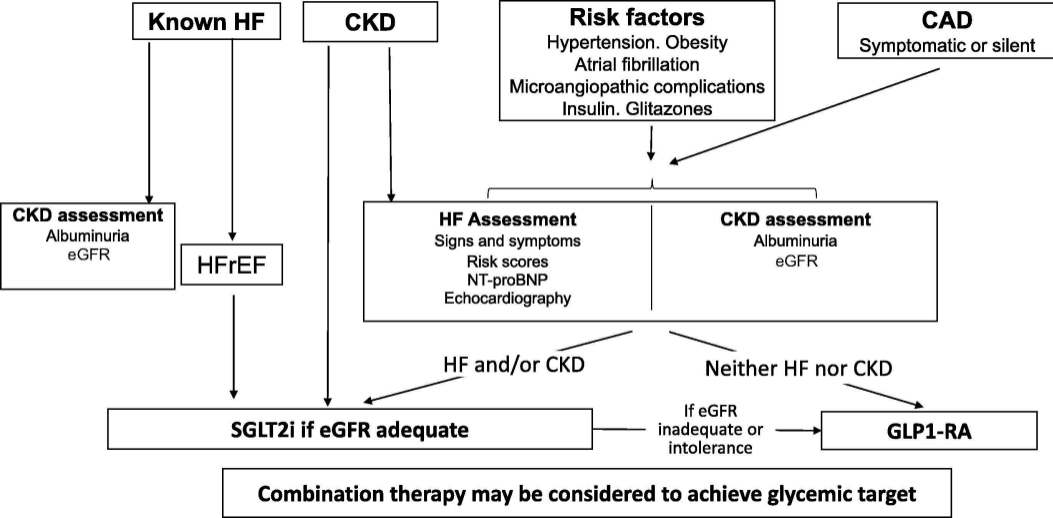 Known HF
CKD
Risk factors
Hypertension. Obesity
Atrial fibrillation
Microangiopathic complications
Insulin. Glitazones
CAD
Symptomatic or silent
CKD assessment
Albuminuria
eGFR
HFrEF
HF Assessment
Signs and symptoms
Risk scores
NT-proBNP
Echocardiography
CKD assessment
Albuminuria
eGFR
HF and/or CKD
Neither HF nor CKD
SGLT2i if eGFR adequate
If eGFR
inadequate or
intolerance
GLP1-RA
Combination therapy may be considered to achieve glycemic target